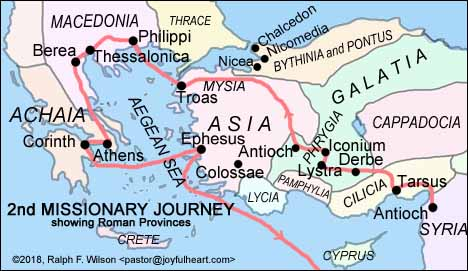 MACEDONIA
THRACE
Chalcedon
Nicomedia
Philippi
Berea
Thessalonica
Nicea
BYTHINIA and PONTUS
Troas
MYSIA
GALATIA
ACHAIA
AEGEAN SEA
ASIA
PHRYGIA
CAPPADOCIA
Corinth
Athens
Ephesus
Antioch
Iconium
Derbe
Colossae
Lystra
LYCIA
PAMPHYLIA
CILICIA
Tarsus
Antioch
SYRIA
2nd MISSIONARY JOURNEY
showing Roman Provinces
CRETE
CYPRUS
©2018, Ralph F. Wilson <pastor@joyfulheart.com>